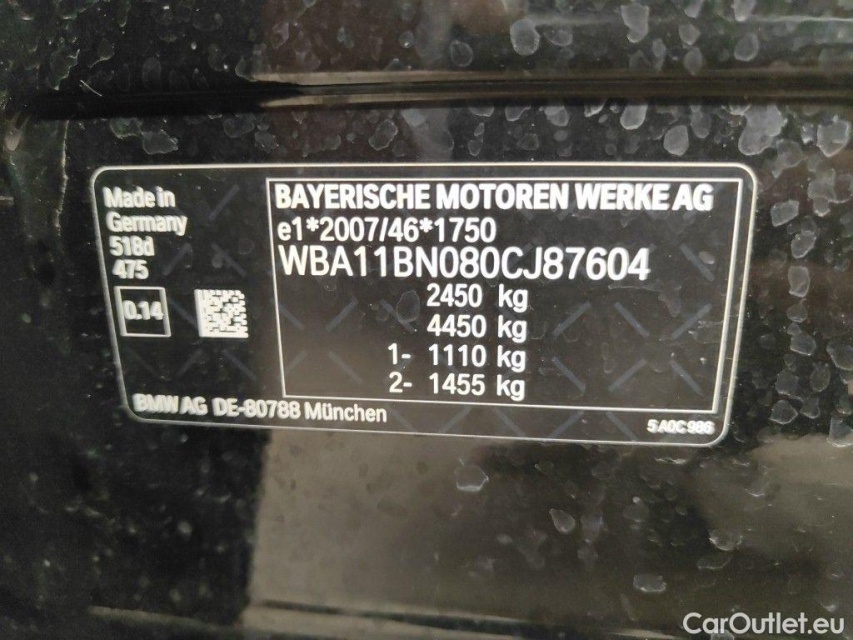 Made in
Germany
518d
475
0.14
BAYERISCHE MOTOREN WERKE AG
e1*2007/46*1750
WBA11BN080CJ87604
2450 kg
4450 kg
1- 1110 kg
2- 1455 kg
BMW AG DE-80788 München
5A0C986
CarOutlet.eu